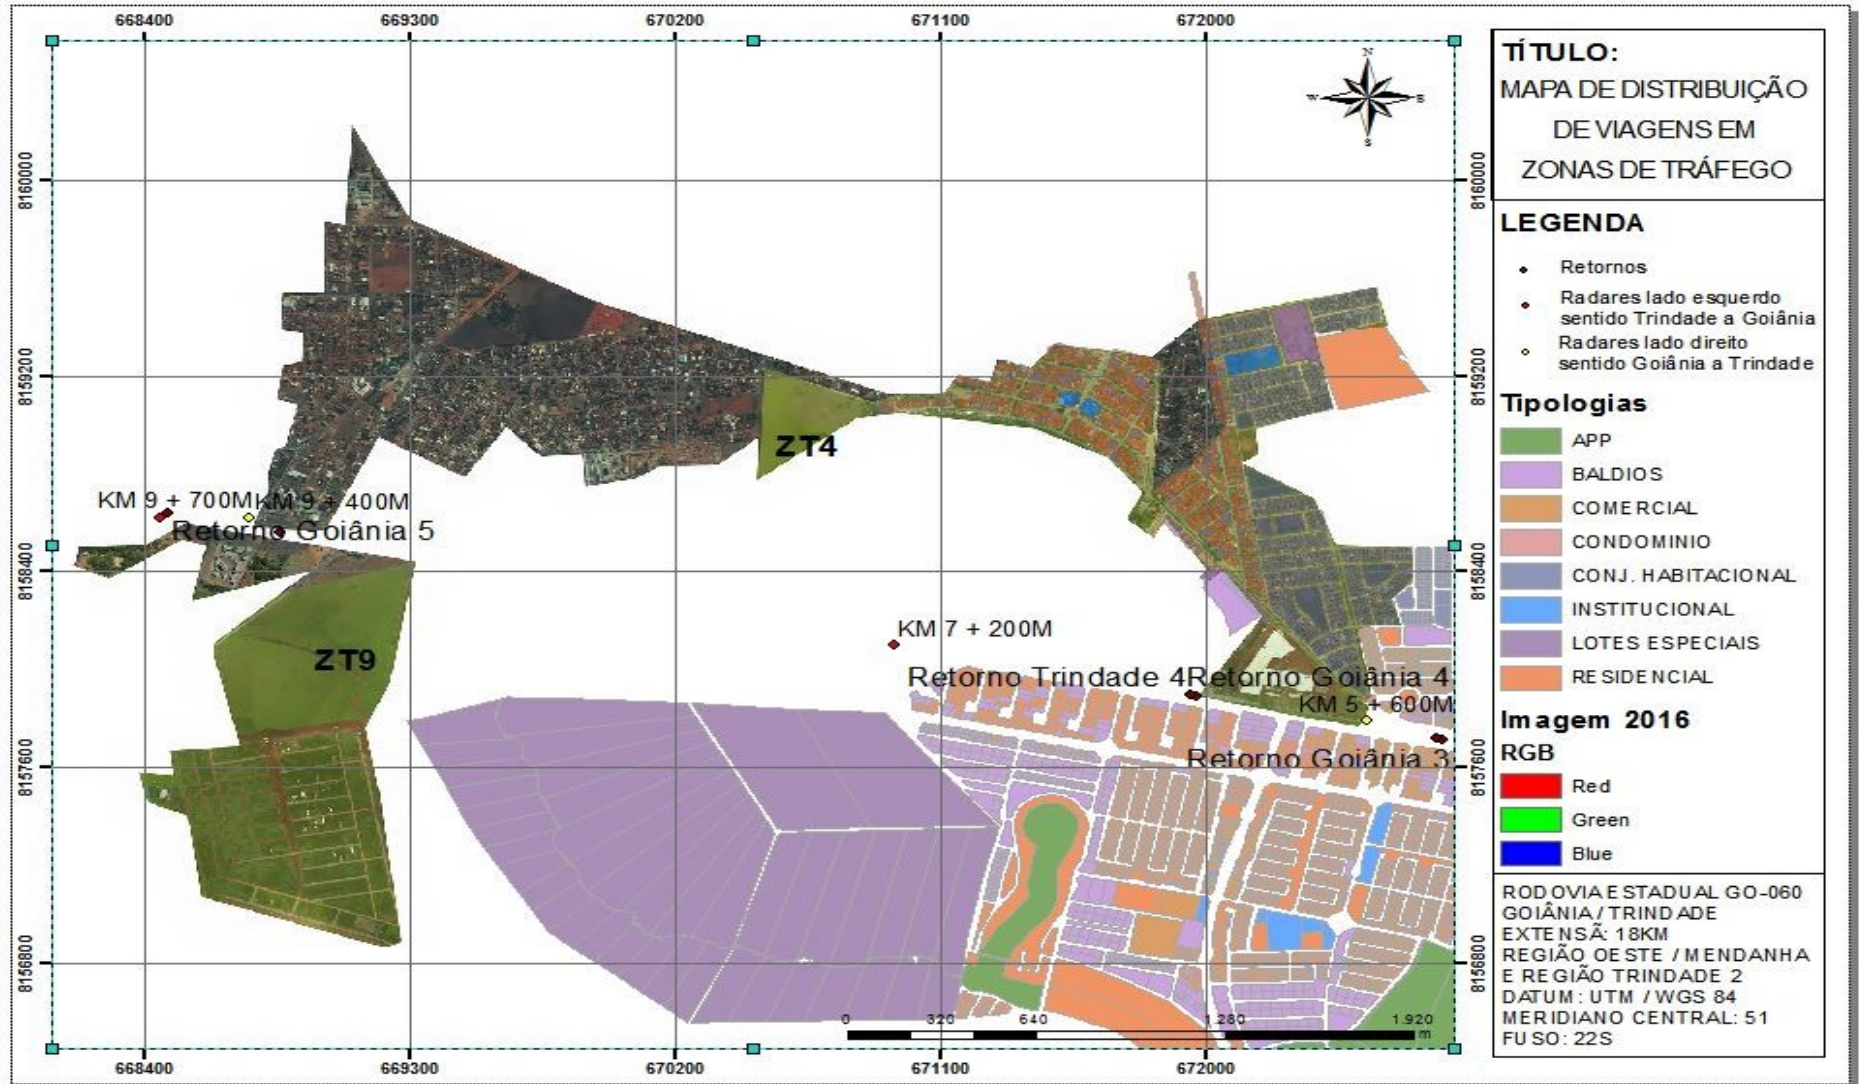 668400 669300 670200 671100 672000
N
W E
S
8160000 8160000
8159200 8159200
8158400 8158400
8157600 8157600
8156800 8156800
ZT4
KM 9 + 700M KM 9 + 400M
Retorno Goiânia 5
ZT9
KM 7 + 200M
Retorno Trindade 4 Retorno Goiânia 4
KM 5 + 600M
Retorno Goiânia 3
0 320 640 1.280 1.920
m
668400 669300 670200 671100 672000
TÍTULO:
MAPA DE DISTRIBUIÇÃO
DE VIAGENS EM
ZONAS DE TRÁFEGO
LEGENDA
Retornos
Radares lado esquerdo
sentido Trindade a Goiânia
Radares lado direito
sentido Goiânia a Trindade
Tipologias
APP
BALDIOS
COMERCIAL
CONDOMINIO
CONJ. HABITACIONAL
INSTITUCIONAL
LOTES ESPECIAIS
RESIDENCIAL
Imagem 2016
RGB
Red
Green
Blue
RODOVIA ESTADUAL GO-060
GOIÂNIA / TRINDADE
EXTENSÃ: 18KM
REGIÃO OESTE / MENDANHA
E REGIÃO TRINDADE 2
DATUM: UTM / WGS 84
MERIDIANO CENTRAL: 51
FUSO: 22S